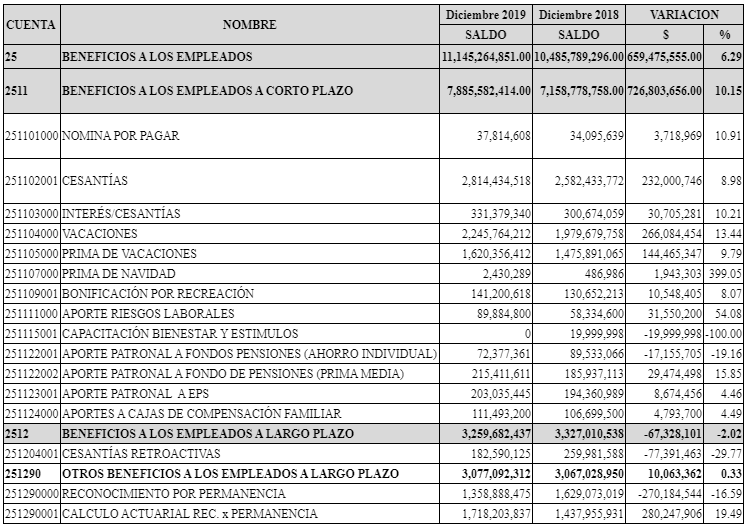 CUENTA NOMBRE Diciembre 2019 Diciembre 2018 VARIACION
SALDO SALDO $ %
25 BENEFICIOS A LOS EMPLEADOS 11,145,264,851.00 10,485,789,296.00 659,475,555.00 6.29
2511 BENEFICIOS A LOS EMPLEADOS A CORTO PLAZO 7,885,582,414.00 7,158,778,758.00 726,803,656.00 10.15
251101000 NOMINA POR PAGAR 37,814,608 34,095,639 3,718,969 10.91
251102001 CESANTÍAS 2,814,434,518 2,582,433,772 232,000,746 8.98
251103000 INTERÉS/CESANTÍAS 331,379,340 300,674,059 30,705,281 10.21
251104000 VACACIONES 2,245,764,212 1,979,679,758 266,084,454 13.44
251105000 PRIMA DE VACACIONES 1,620,356,412 1,475,891,065 144,465,347 9.79
251107000 PRIMA DE NAVIDAD 2,430,289 486,986 1,943,303 399.05
251109001 BONIFICACIÓN POR RECREACIÓN 141,200,618 130,652,213 10,548,405 8.07
251111000 APORTE RIESGOS LABORALES 89,884,800 58,334,600 31,550,200 54.08
251115001 CAPACITACIÓN BIENESTAR Y ESTIMULOS 0 19,999,998 -19,999,998 -100.00
251122001 APORTE PATRONAL A FONDOS PENSIONES (AHORRO INDIVIDUAL) 72,377,361 89,533,066 -17,155,705 -19.16
251122002 APORTE PATRONAL A FONDO DE PENSIONES (PRIMA MEDIA) 215,411,611 185,937,113 29,474,498 15.85
251123001 APORTE PATRONAL A EPS 203,035,445 194,360,989 8,674,456 4.46
251124000 APORTES A CAJAS DE COMPENSACIÓN FAMILIAR 111,493,200 106,699,500 4,793,700 4.49
2512 BENEFICIOS A LOS EMPLEADOS A LARGO PLAZO 3,259,682,437 3,327,010,538 -67,328,101 -2.02
251204001 CESANTÍAS RETROACTIVAS 182,590,125 259,981,588 -77,391,463 -29.77
251290 OTROS BENEFICIOS A LOS EMPLEADOS A LARGO PLAZO 3,077,092,312 3,067,028,950 10,063,362 0.33
251290000 RECONOCIMIENTO POR PERMANENCIA 1,358,888,475 1,629,073,019 -270,184,544 -16.59
251290001 CALCULO ACTUARIAL REC. x PERMANENCIA 1,718,203,837 1,437,955,931 280,247,906 19.49